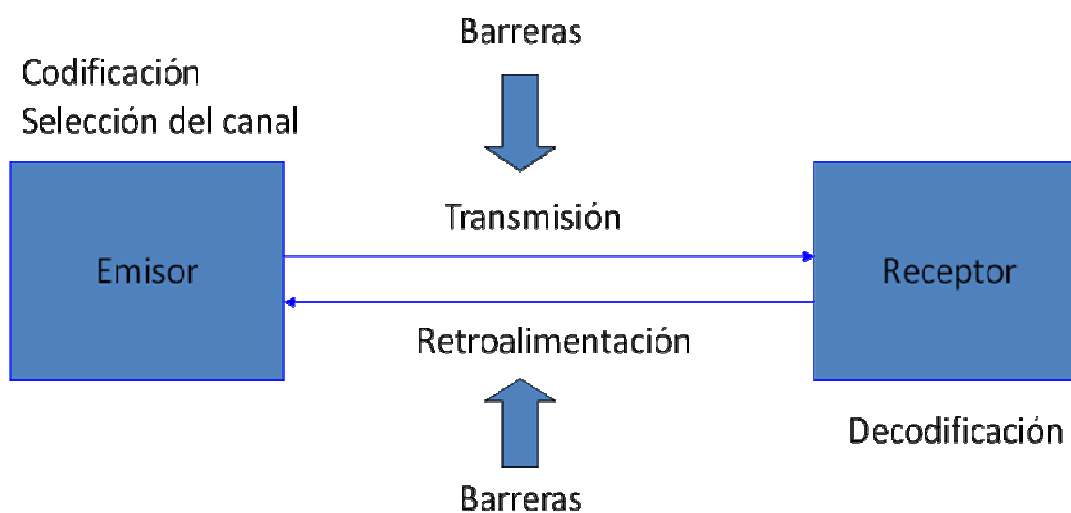 Barreras
Codificación
Selección del canal
Transmisión
Emisor
Receptor
Retroalimentación
Decodificación
Barreras